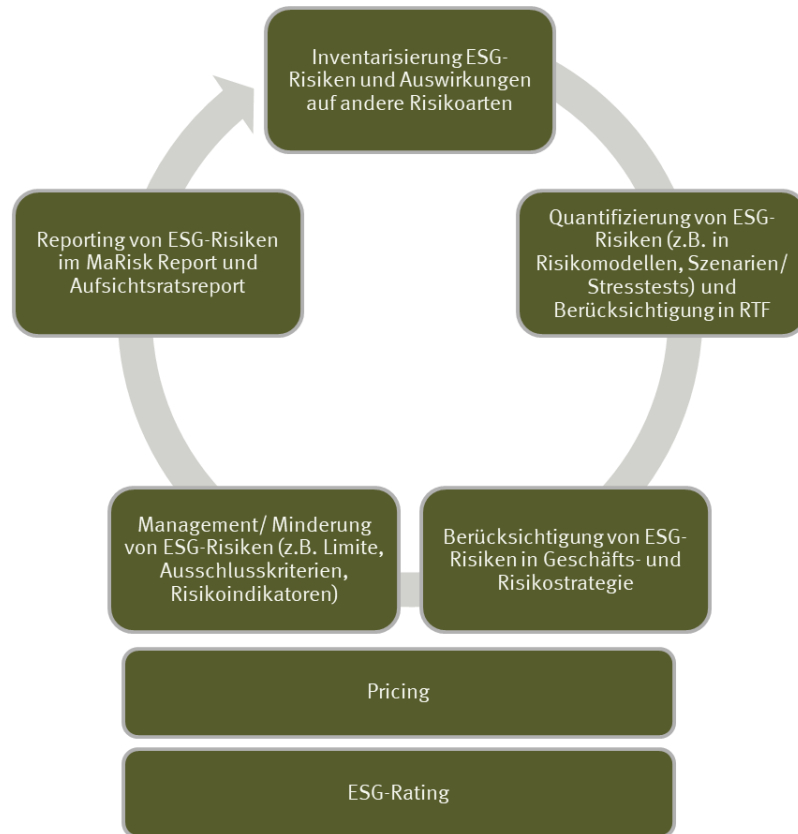 Inventarisierung ESG-
Risiken und Auswirkungen
auf andere Risikoarten
Quantifizierung von ESG-
Risiken (z.B. in
Risikomodellen, Szenarien/
Stresstests) und
Berücksichtigung in RTF
Berücksichtigung von ESG-
Risiken in Geschäfts- und
Risikostrategie
Management/ Minderung
von ESG-Risiken (z.B. Limite,
Ausschlusskriterien,
Risikoindikatoren)
Reporting von ESG-Risiken
im MaRisk Report und
Aufsichtsratsreport
Pricing
ESG-Rating